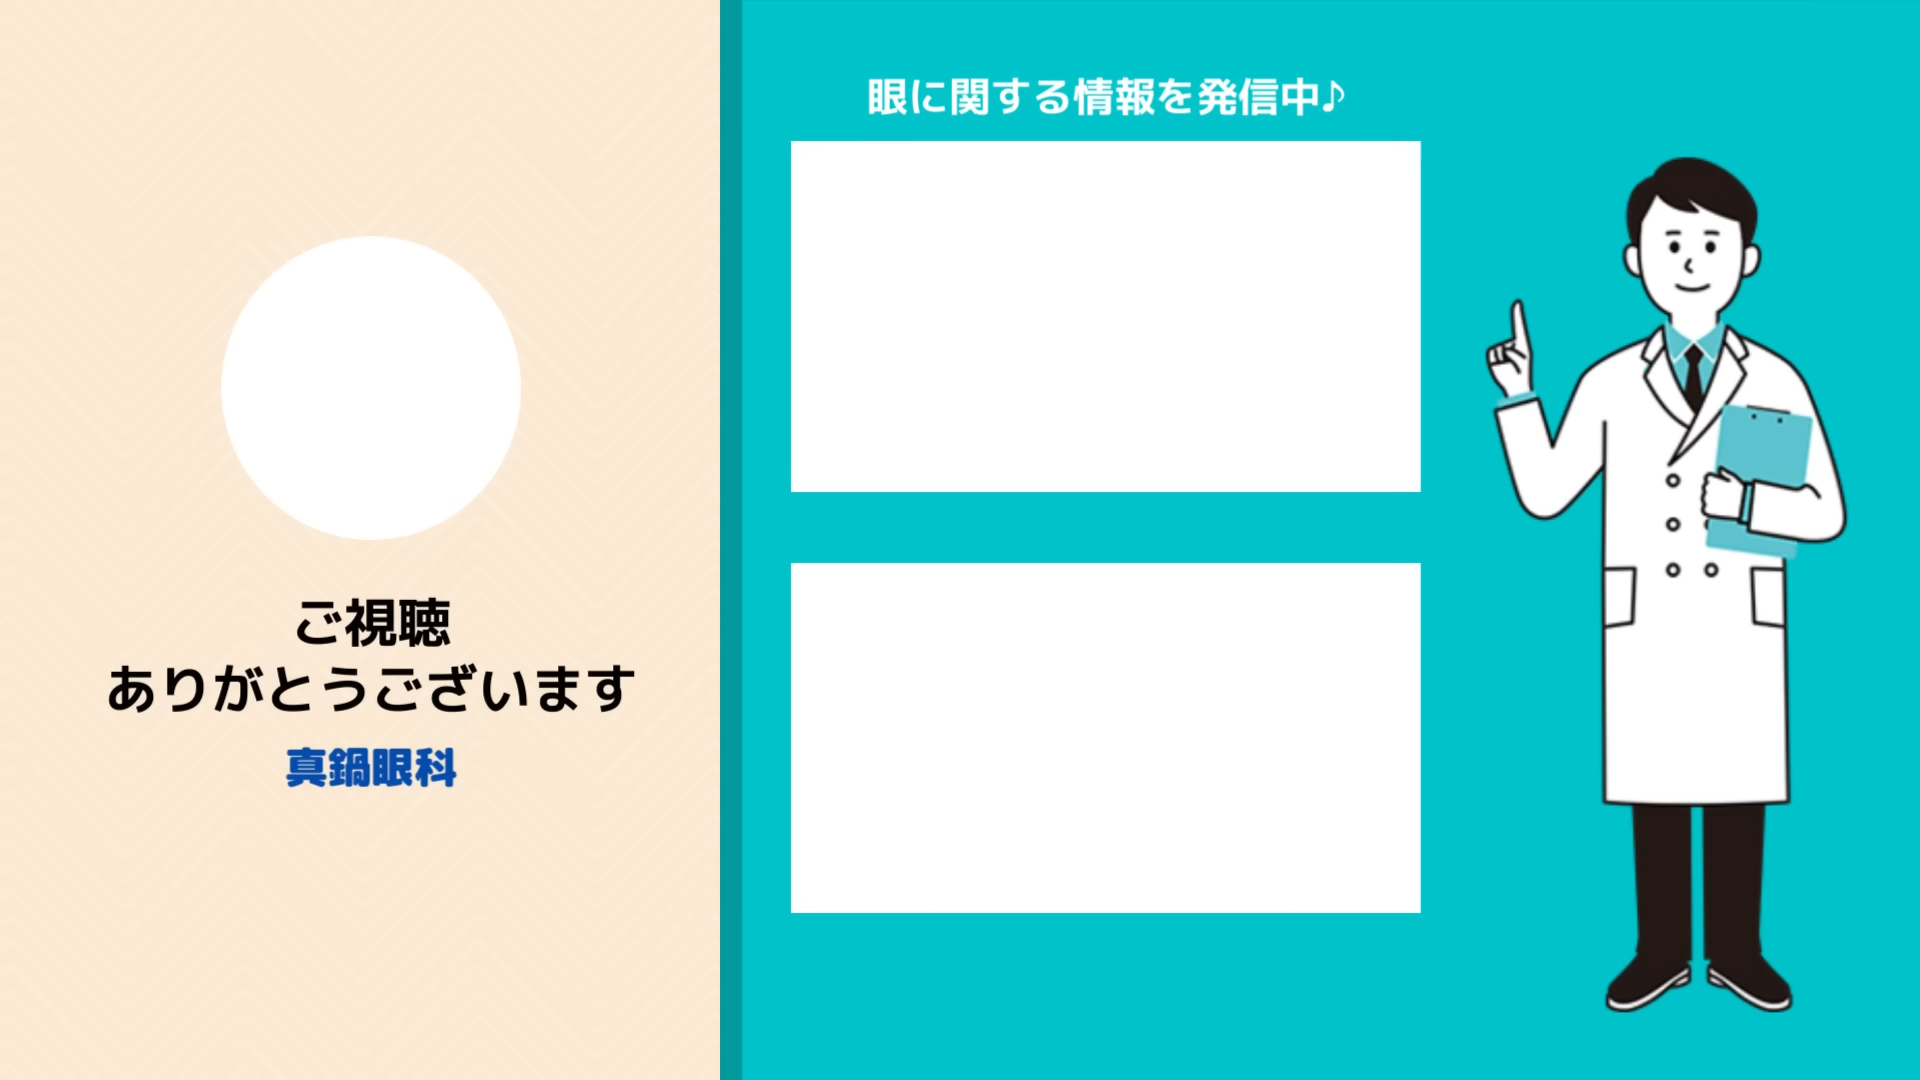 ご視聴
ありがとうございます
真鍋眼科
眼に関する情報を発信中♪